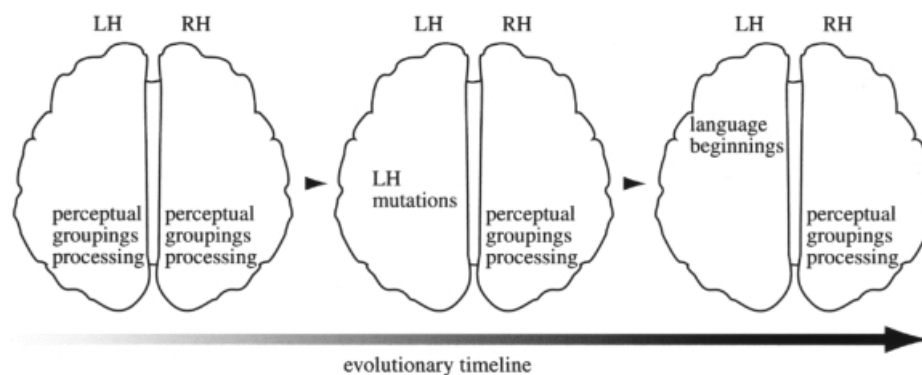 LH RH
perceptual
groupings
processing
perceptual
groupings
processing
LH RH
LH
mutations
perceptual
groupings
processing
LH RH
language
beginnings
perceptual
groupings
processing
evolutionary timeline